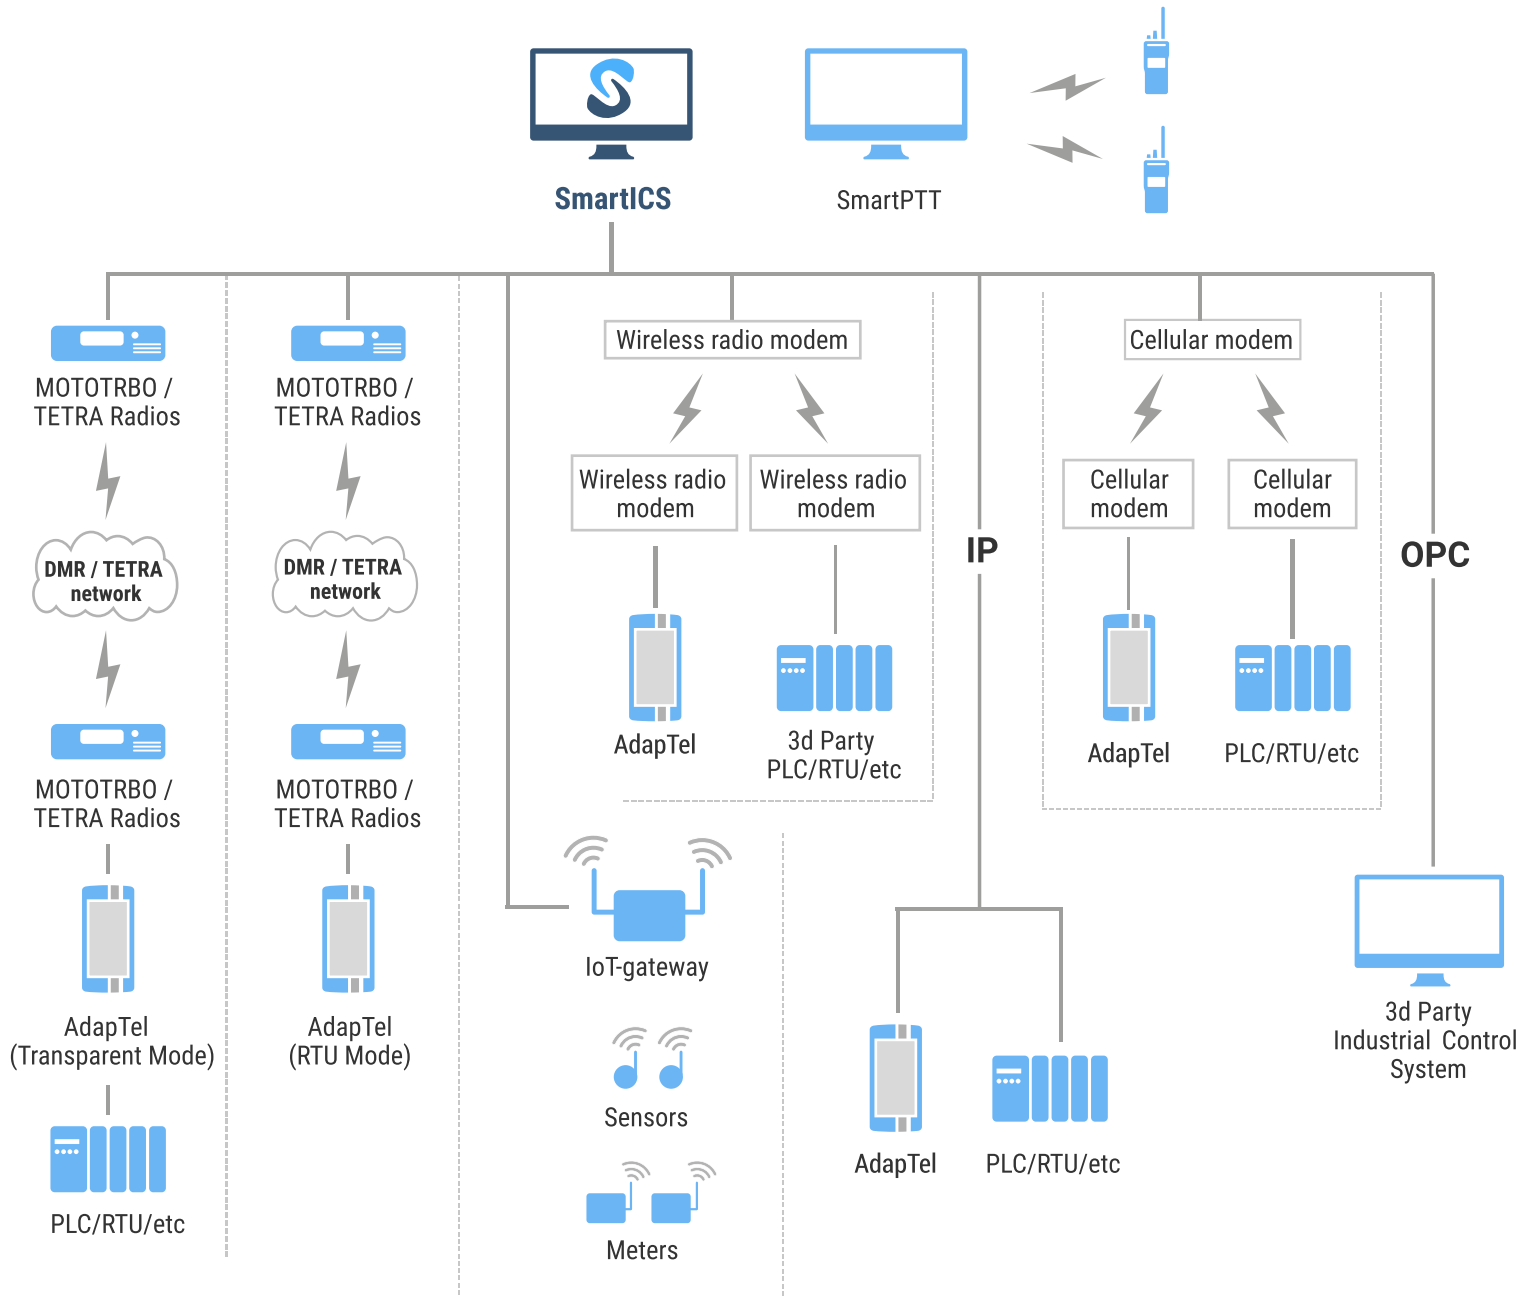 SmartICS
SmartPTT
MOTOTRBO /
TETRA Radios
DMR / TETRA
network
MOTOTRBO /
TETRA Radios
AdapTel
(Transparent Mode)
PLC/RTU/etc
MOTOTRBO /
TETRA Radios
DMR / TETRA
network
MOTOTRBO /
TETRA Radios
AdapTel
(RTU Mode)
Wireless radio modem
Wireless radio
modem
Wireless radio
modem
AdapTel
3d Party
PLC/RTU/etc
IoT-gateway
Sensors
Meters
IP
AdapTel
PLC/RTU/etc
Cellular modem
Cellular
modem
Cellular
modem
AdapTel
PLC/RTU/etc
OPC
3d Party
Industrial Control
System